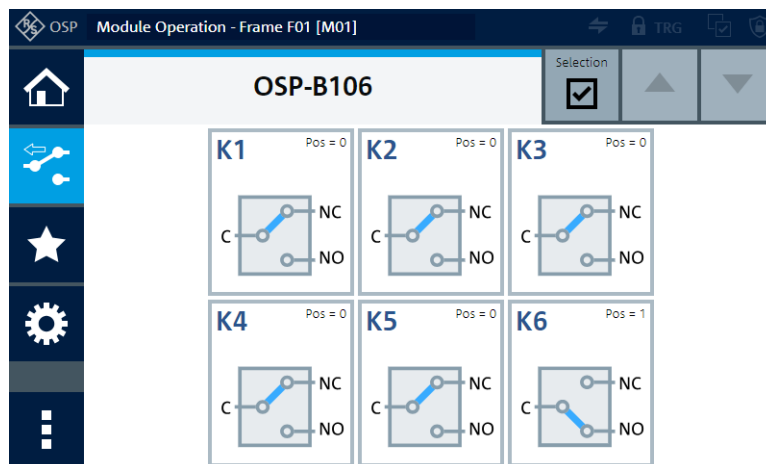 R&S OSP Module Operation - Frame F01 [M01] TRG
OSP-B106
Selection
K1 Pos = 0 K2 Pos = 0 K3 Pos = 0
NC NC NC
C C C
NO NO NO
K4 Pos = 0 K5 Pos = 0 K6 Pos = 1
NC NC NC
C C C
NO NO NO